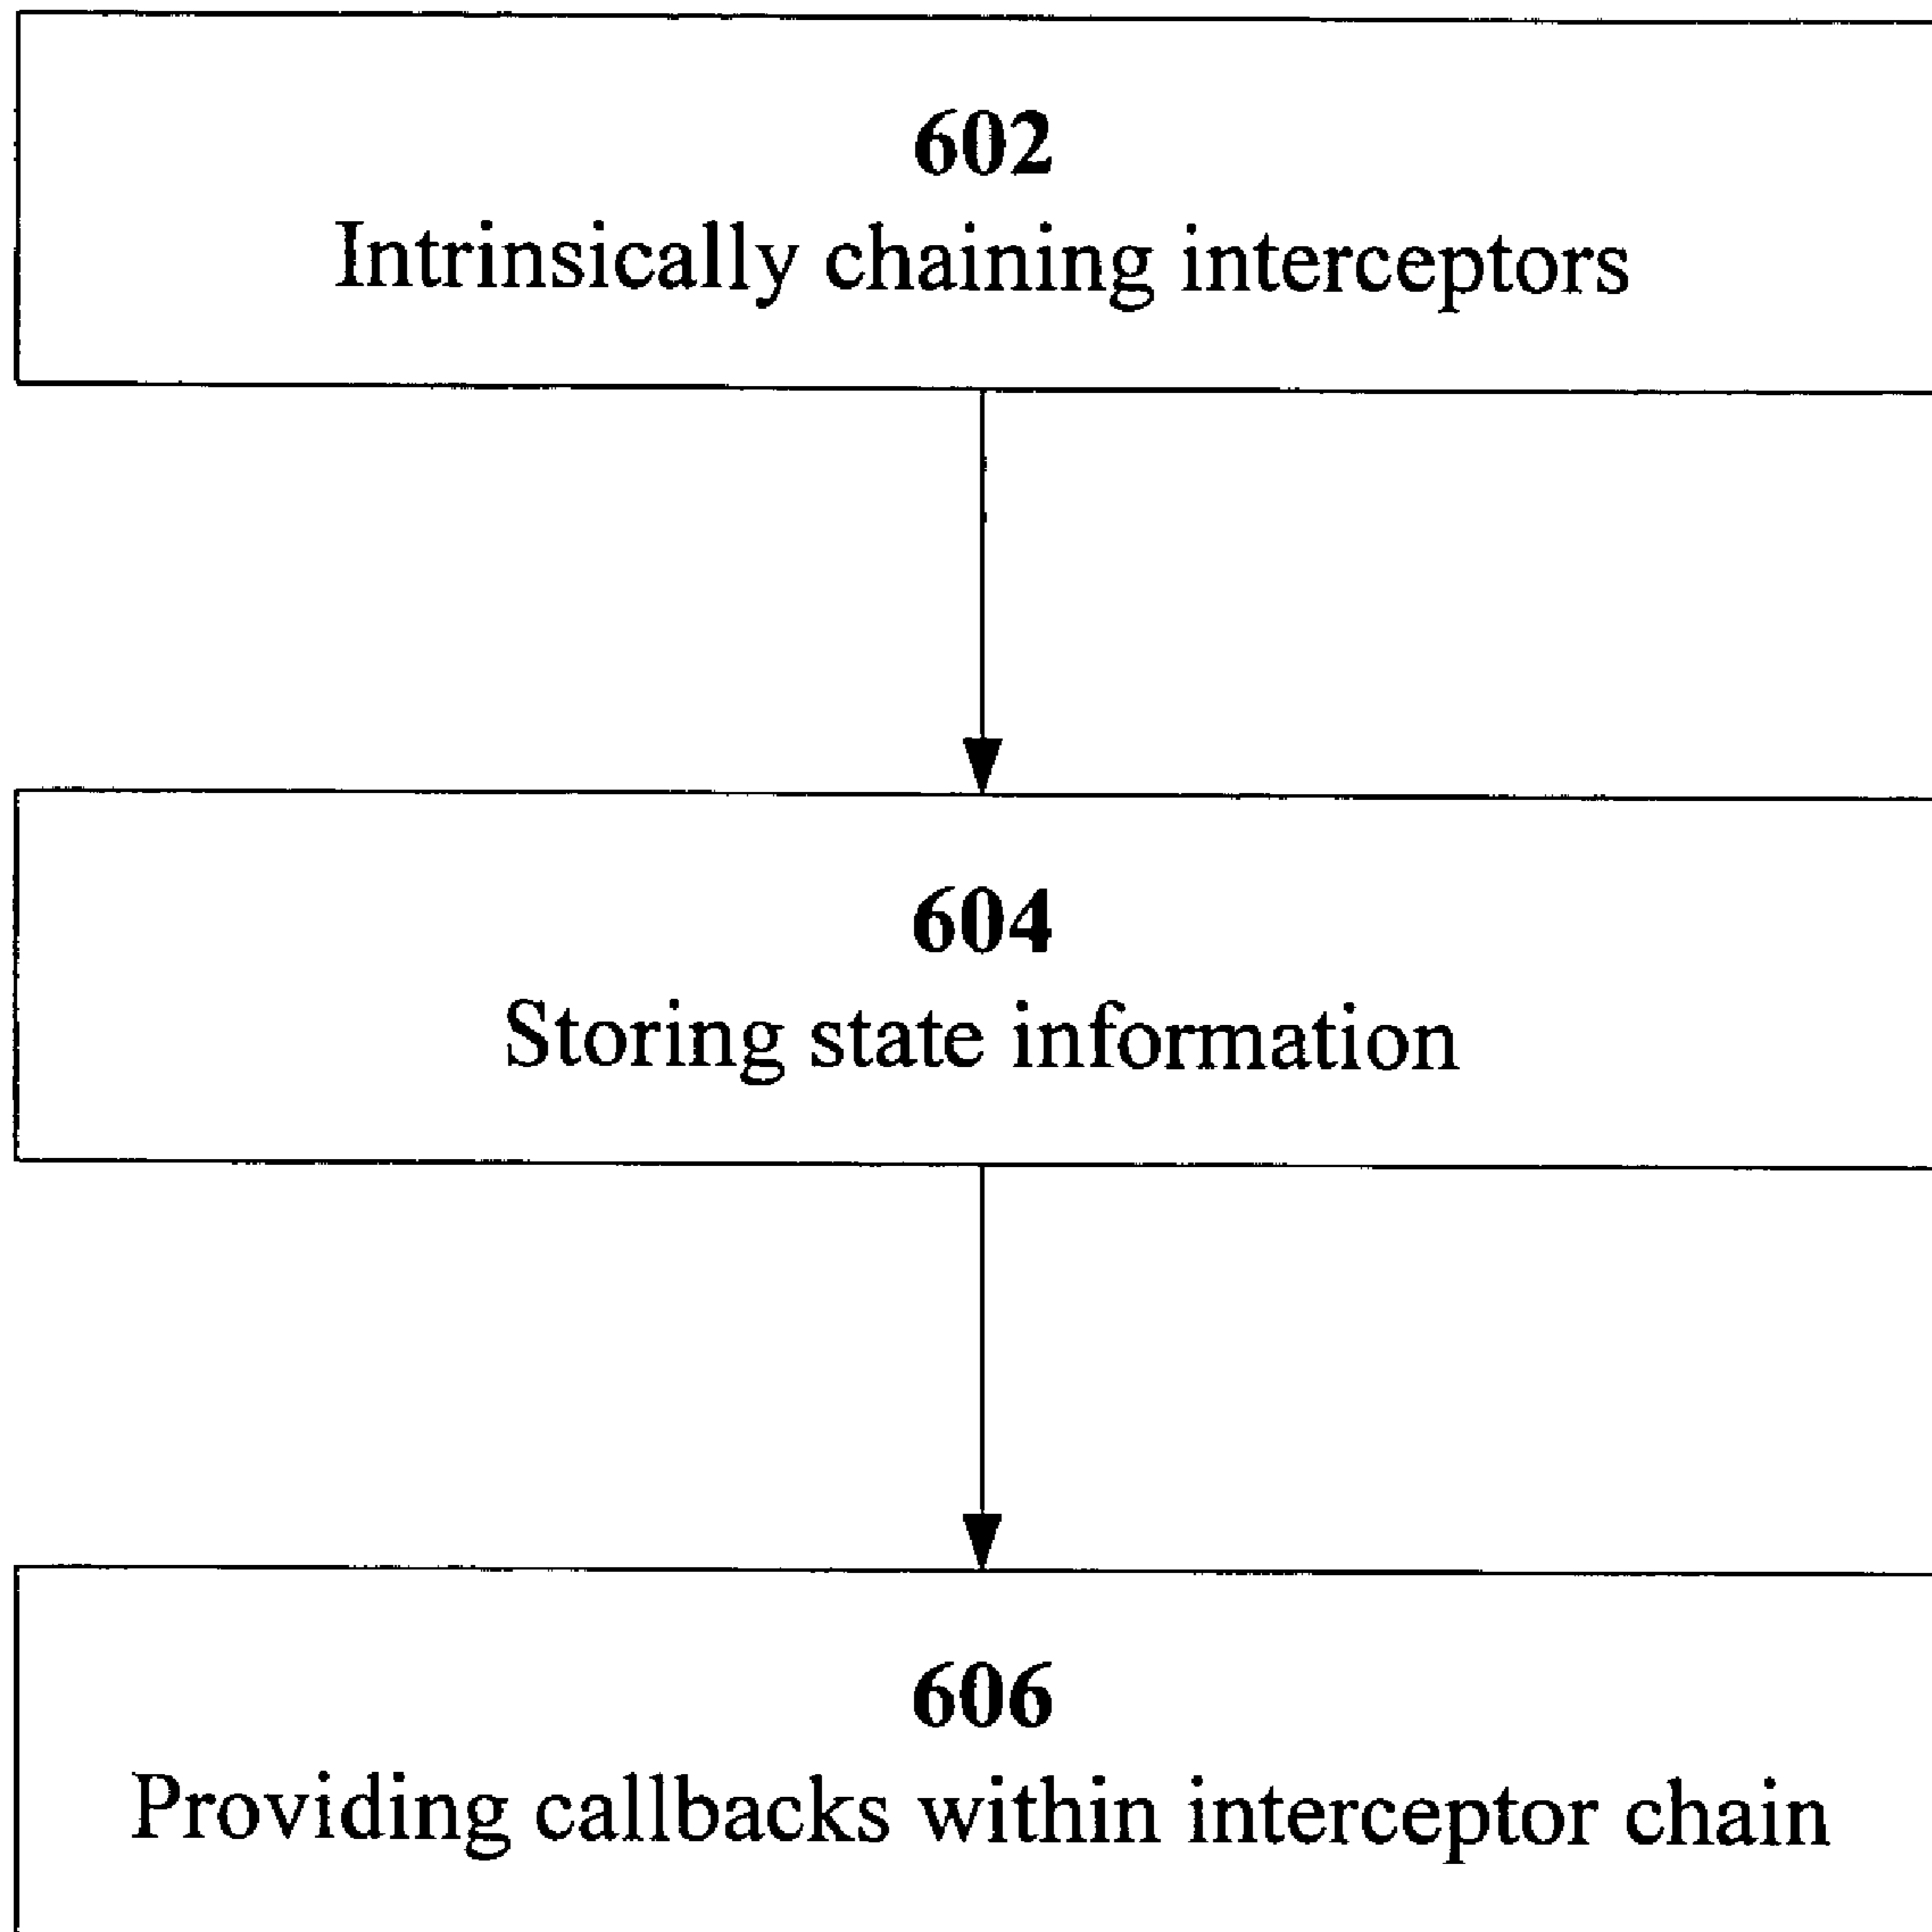 602
Intrinsically chaining interceptors
604
Storing state information
606
Providing callbacks within interceptor chain